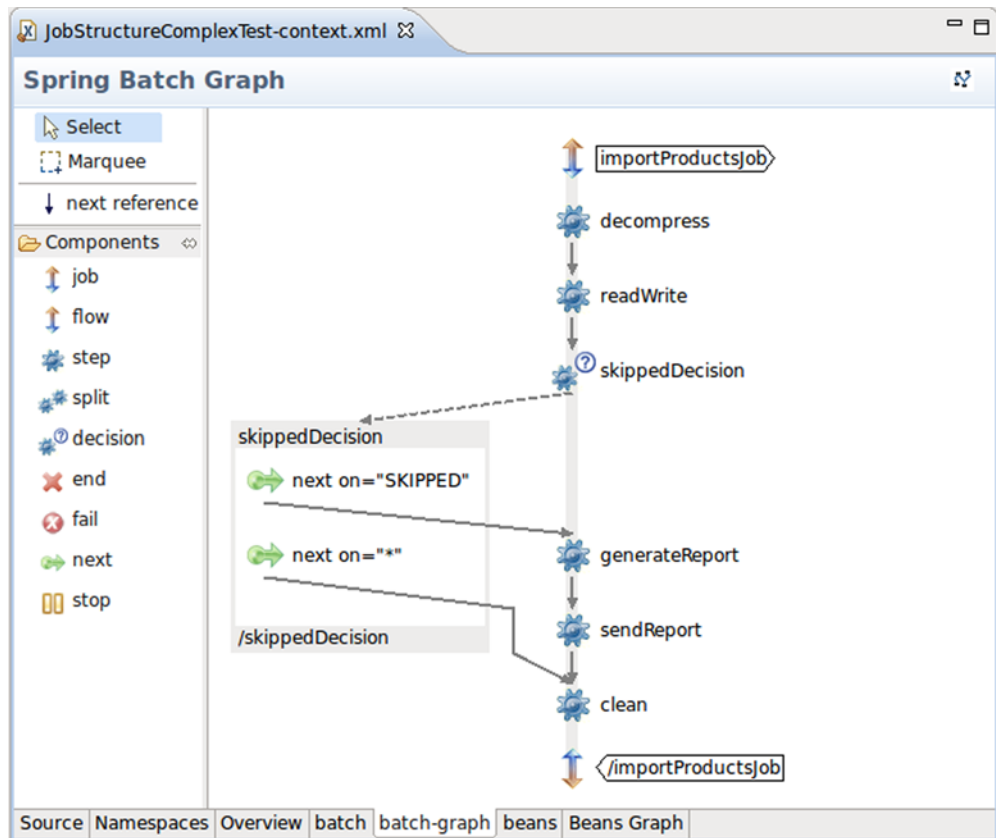 JobStructureComplexTest-context.xml
Spring Batch Graph
Select
Marquee
next reference
Components
job
flow
step
split
decision
end
fail
next
stop
importProductsJob
decompress
readWrite
? skippedDecision
skippedDecision
next on="SKIPPED"
next on="*"
/skippedDecision
generateReport
sendReport
clean
/importProductsJob
Source Namespaces Overview batch batch-graph beans Beans Graph